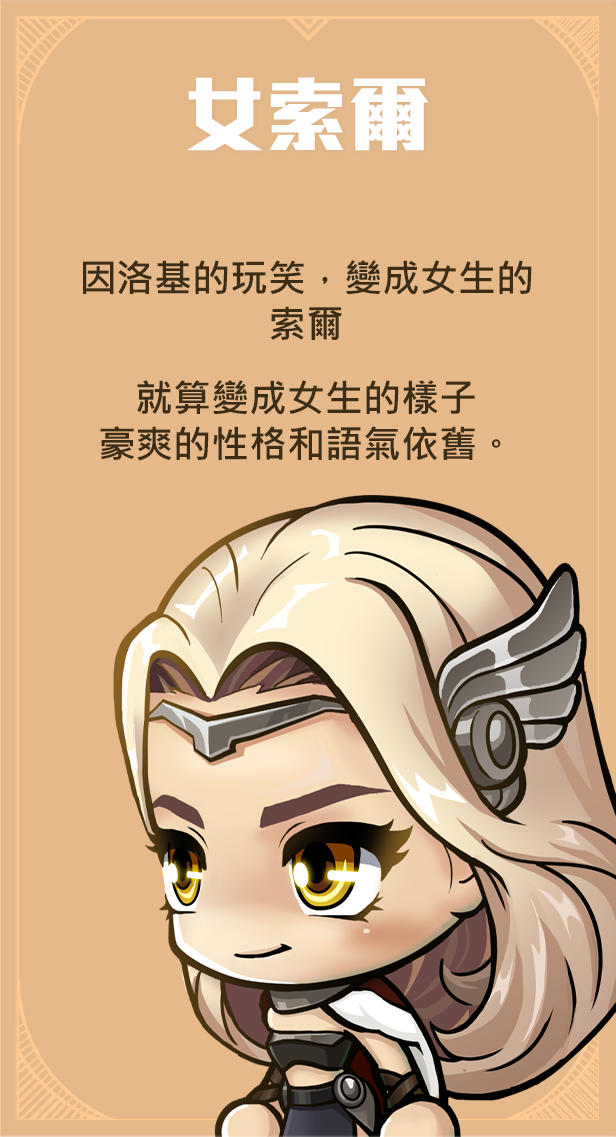 女索爾
因洛基的玩笑，變成女生的
索爾
就算變成女生的樣子
豪爽的性格和語氣依舊。